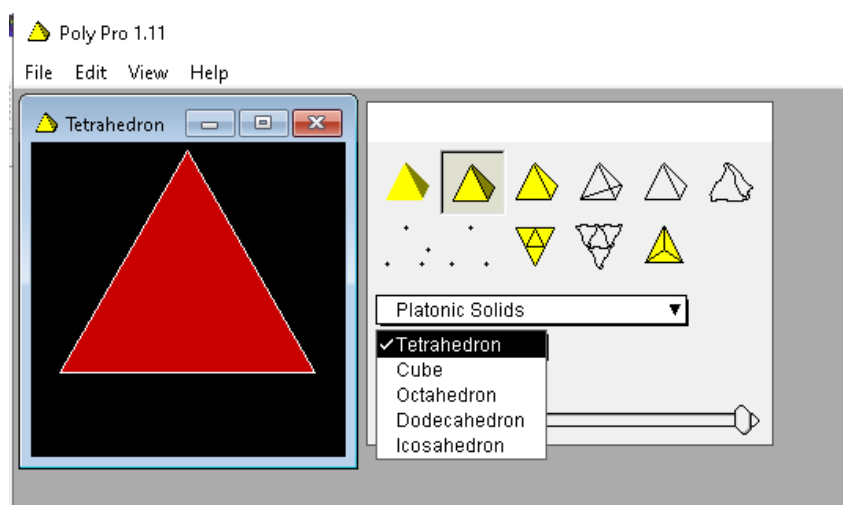 Poly Pro 1.11
File Edit View Help
Tetrahedron
Platonic Solids
✓Tetrahedron
Cube
Octahedron
Dodecahedron
Icosahedron